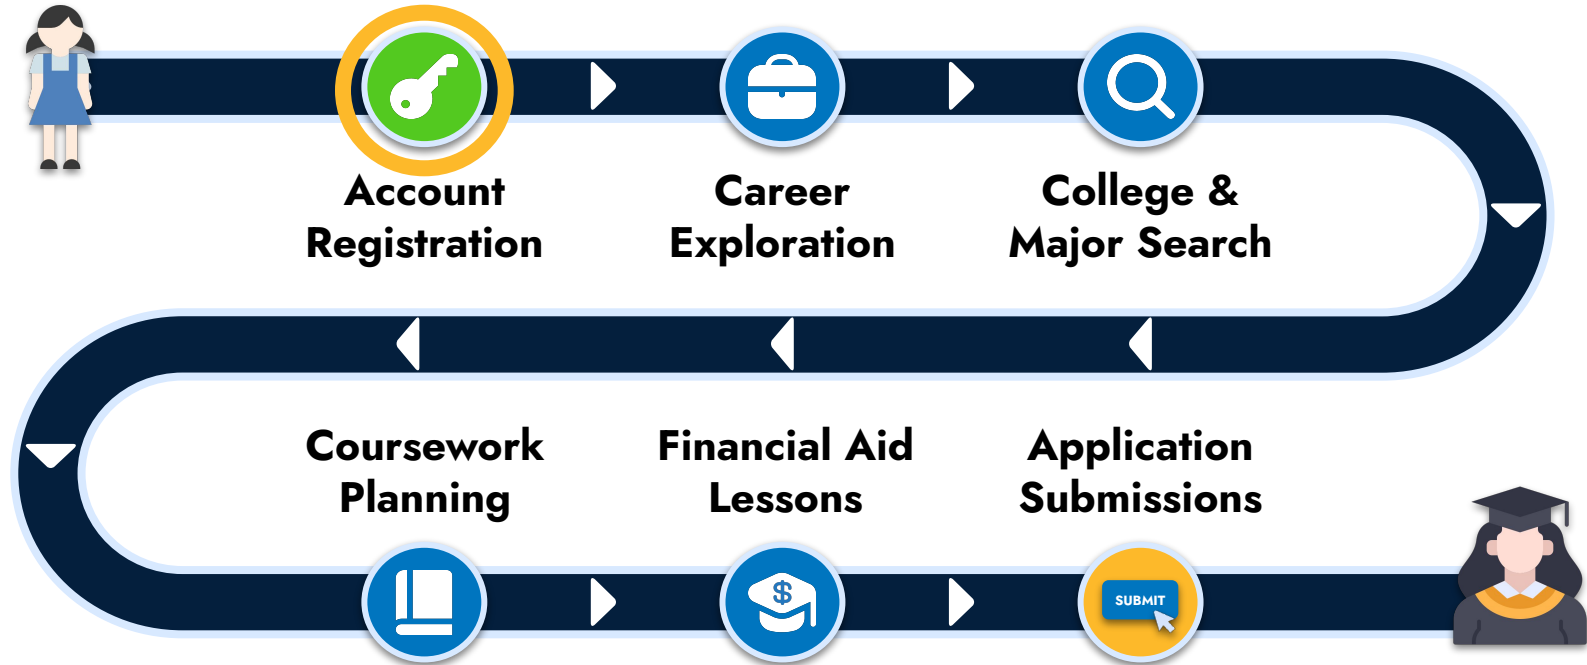 Account
Registration
Career
Exploration
College &
Major Search
Coursework
Planning
Financial Aid
Lessons
Application
Submissions
$
SUBMIT